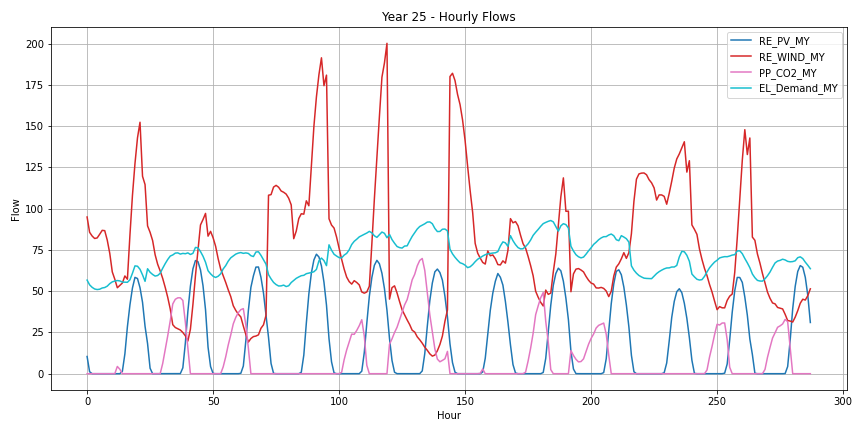 Year 25 - Hourly Flows
RE_PV_MY
RE_WIND_MY
PP_CO2_MY
EL_Demand_MY
200
175
150
125
100
75
50
25
0
Flow
0
50
100
150
200
250
300
Hour